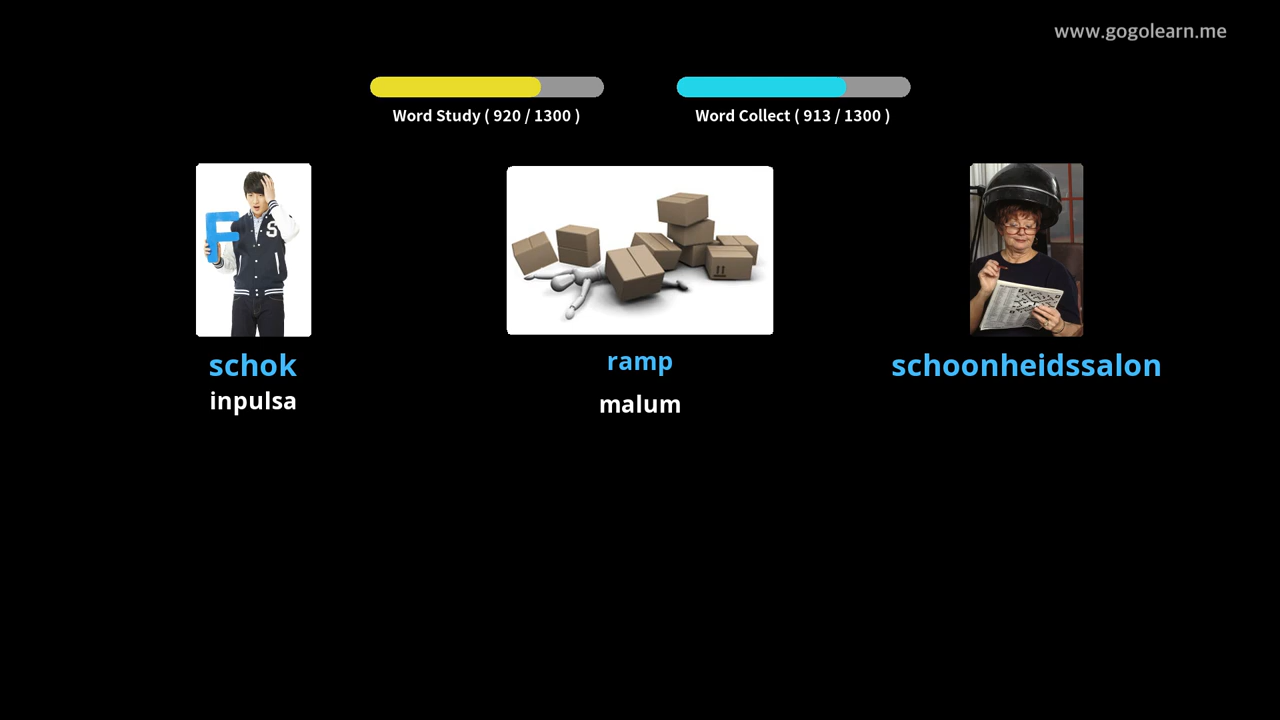 www.gogolearn.me
Word Study ( 920 / 1300 )
Word Collect ( 913 / 1300 )
F
S
schok
ramp
schoonheidssalon
inpulsa
malum